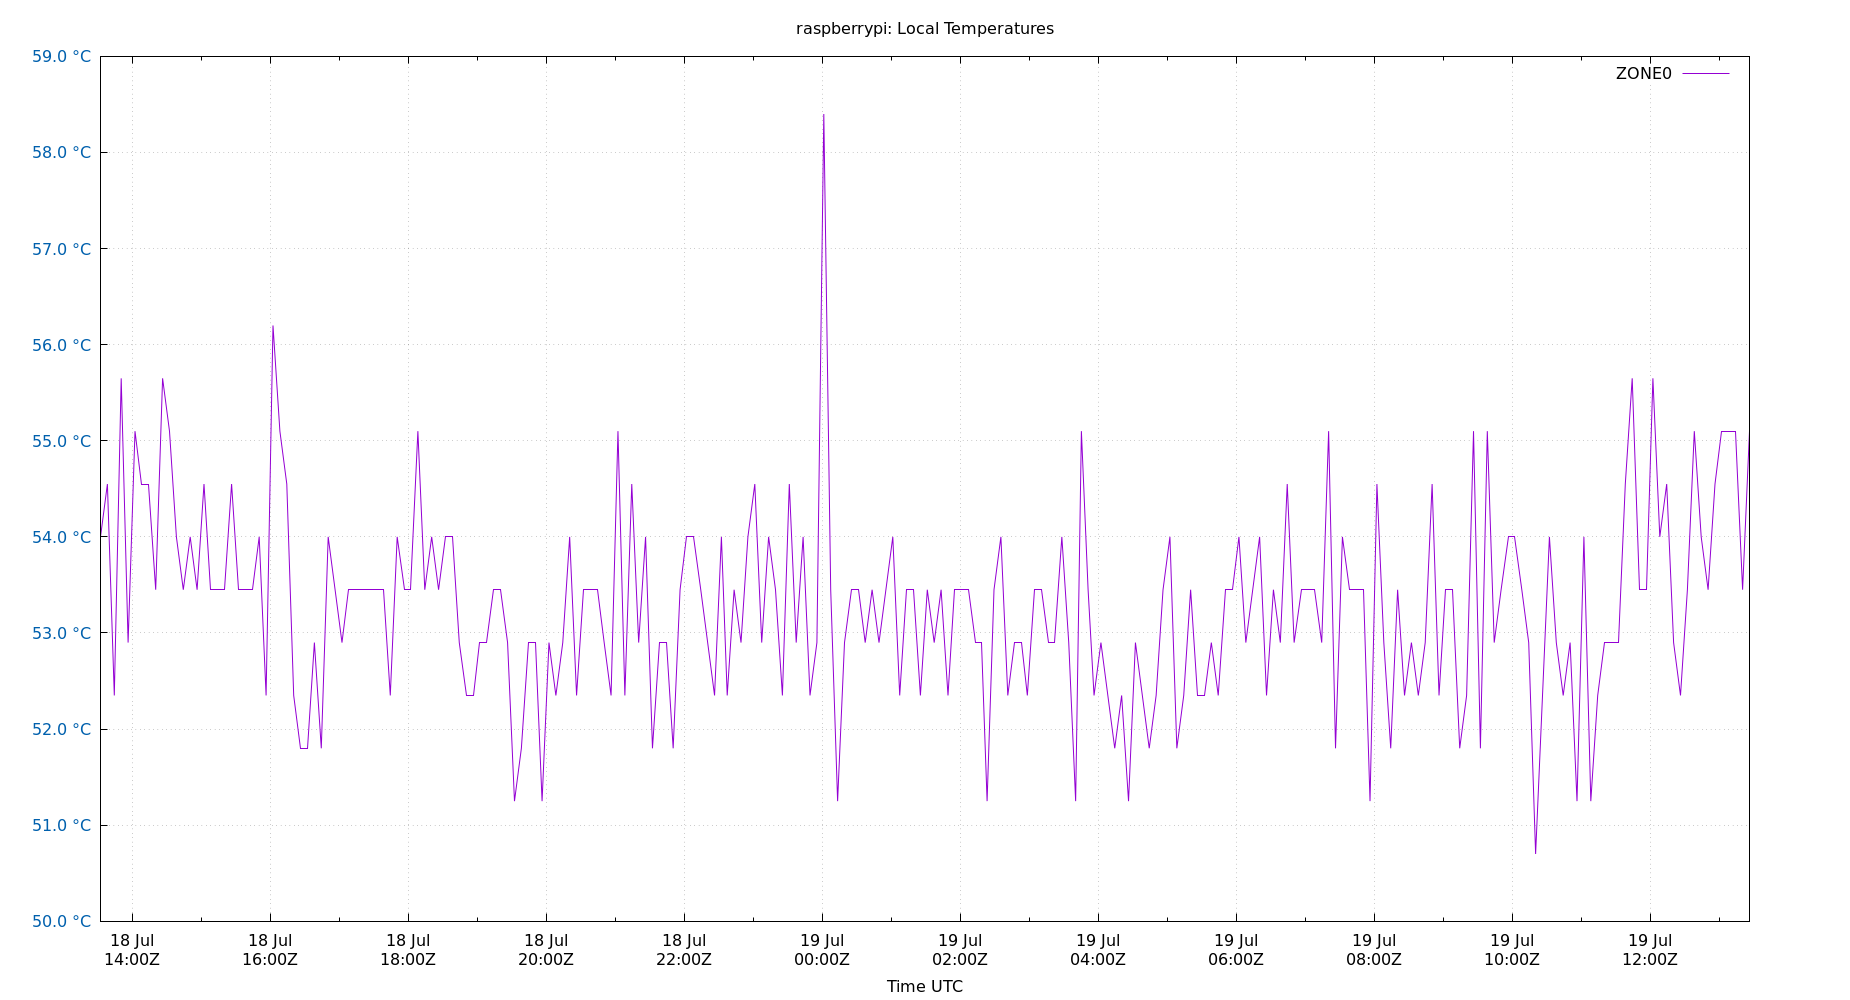 raspberrypi: Local Temperatures
59.0 °C
ZONE0
58.0 °C
57.0 °C
56.0 °C
55.0 °C
54.0 °C
53.0 °C
52.0 °C
51.0 °C
50.0 °C
18 Jul 18 Jul 18 Jul 18 Jul 18 Jul 19 Jul 19 Jul 19 Jul 19 Jul 19 Jul 19 Jul 19 Jul
14:00Z 16:00Z 18:00Z 20:00Z 22:00Z 00:00Z 02:00Z 04:00Z 06:00Z 08:00Z 10:00Z 12:00Z
Time UTC